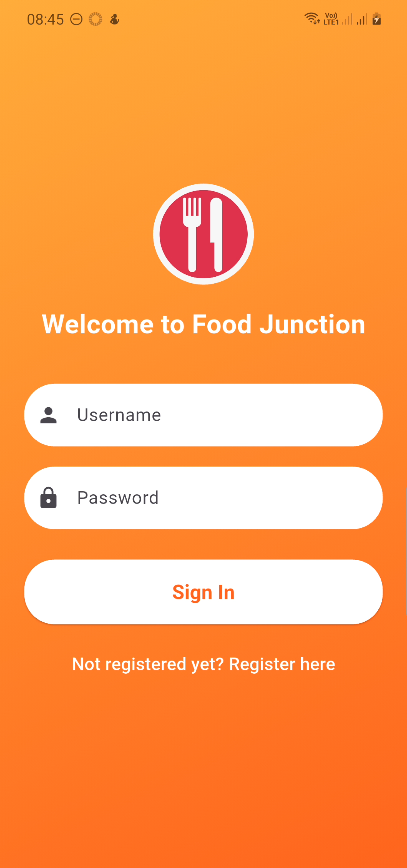 08:45
Vo)) LTE1
Welcome to Food Junction
Username
Password
Sign In
Not registered yet? Register here